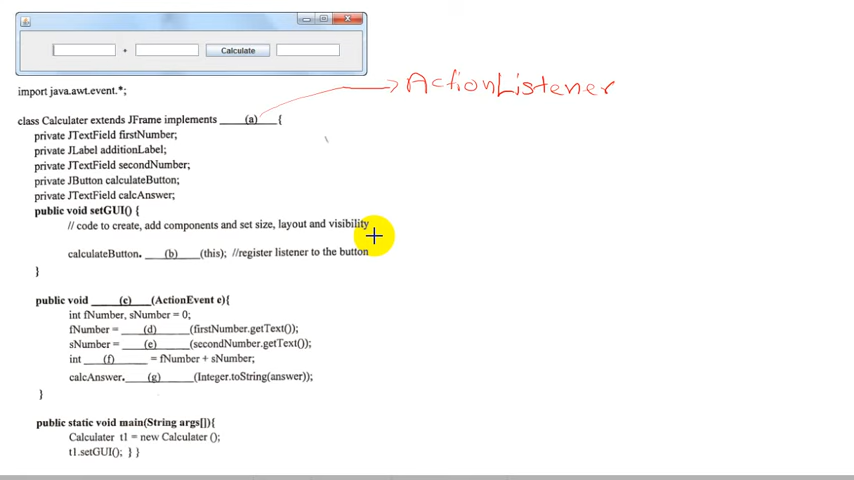 + Calculate
import java.awt.event.*;
ActionListener
class Calculater extends JFrame implements ____(a)____ {
private JTextField firstNumber;
private JLabel additionLabel;
private JTextField secondNumber;
private JButton calculateButton;
private JTextField calcAnswer;
public void setGUI() {
// code to create, add components and set size, layout and visibility
calculateButton. ____(b)____ (this); //register listener to the button
}
public void ____(c)____ (ActionEvent e){
int fNumber, sNumber = 0;
fNumber = ____(d)____ (firstNumber.getText());
sNumber = ____(e)____ (secondNumber.getText());
int ____(f)____ = fNumber + sNumber;
calcAnswer. ____(g)____ (Integer.toString(answer));
}
public static void main(String args[]){
Calculater t1 = new Calculater ();
t1.setGUI(); } }